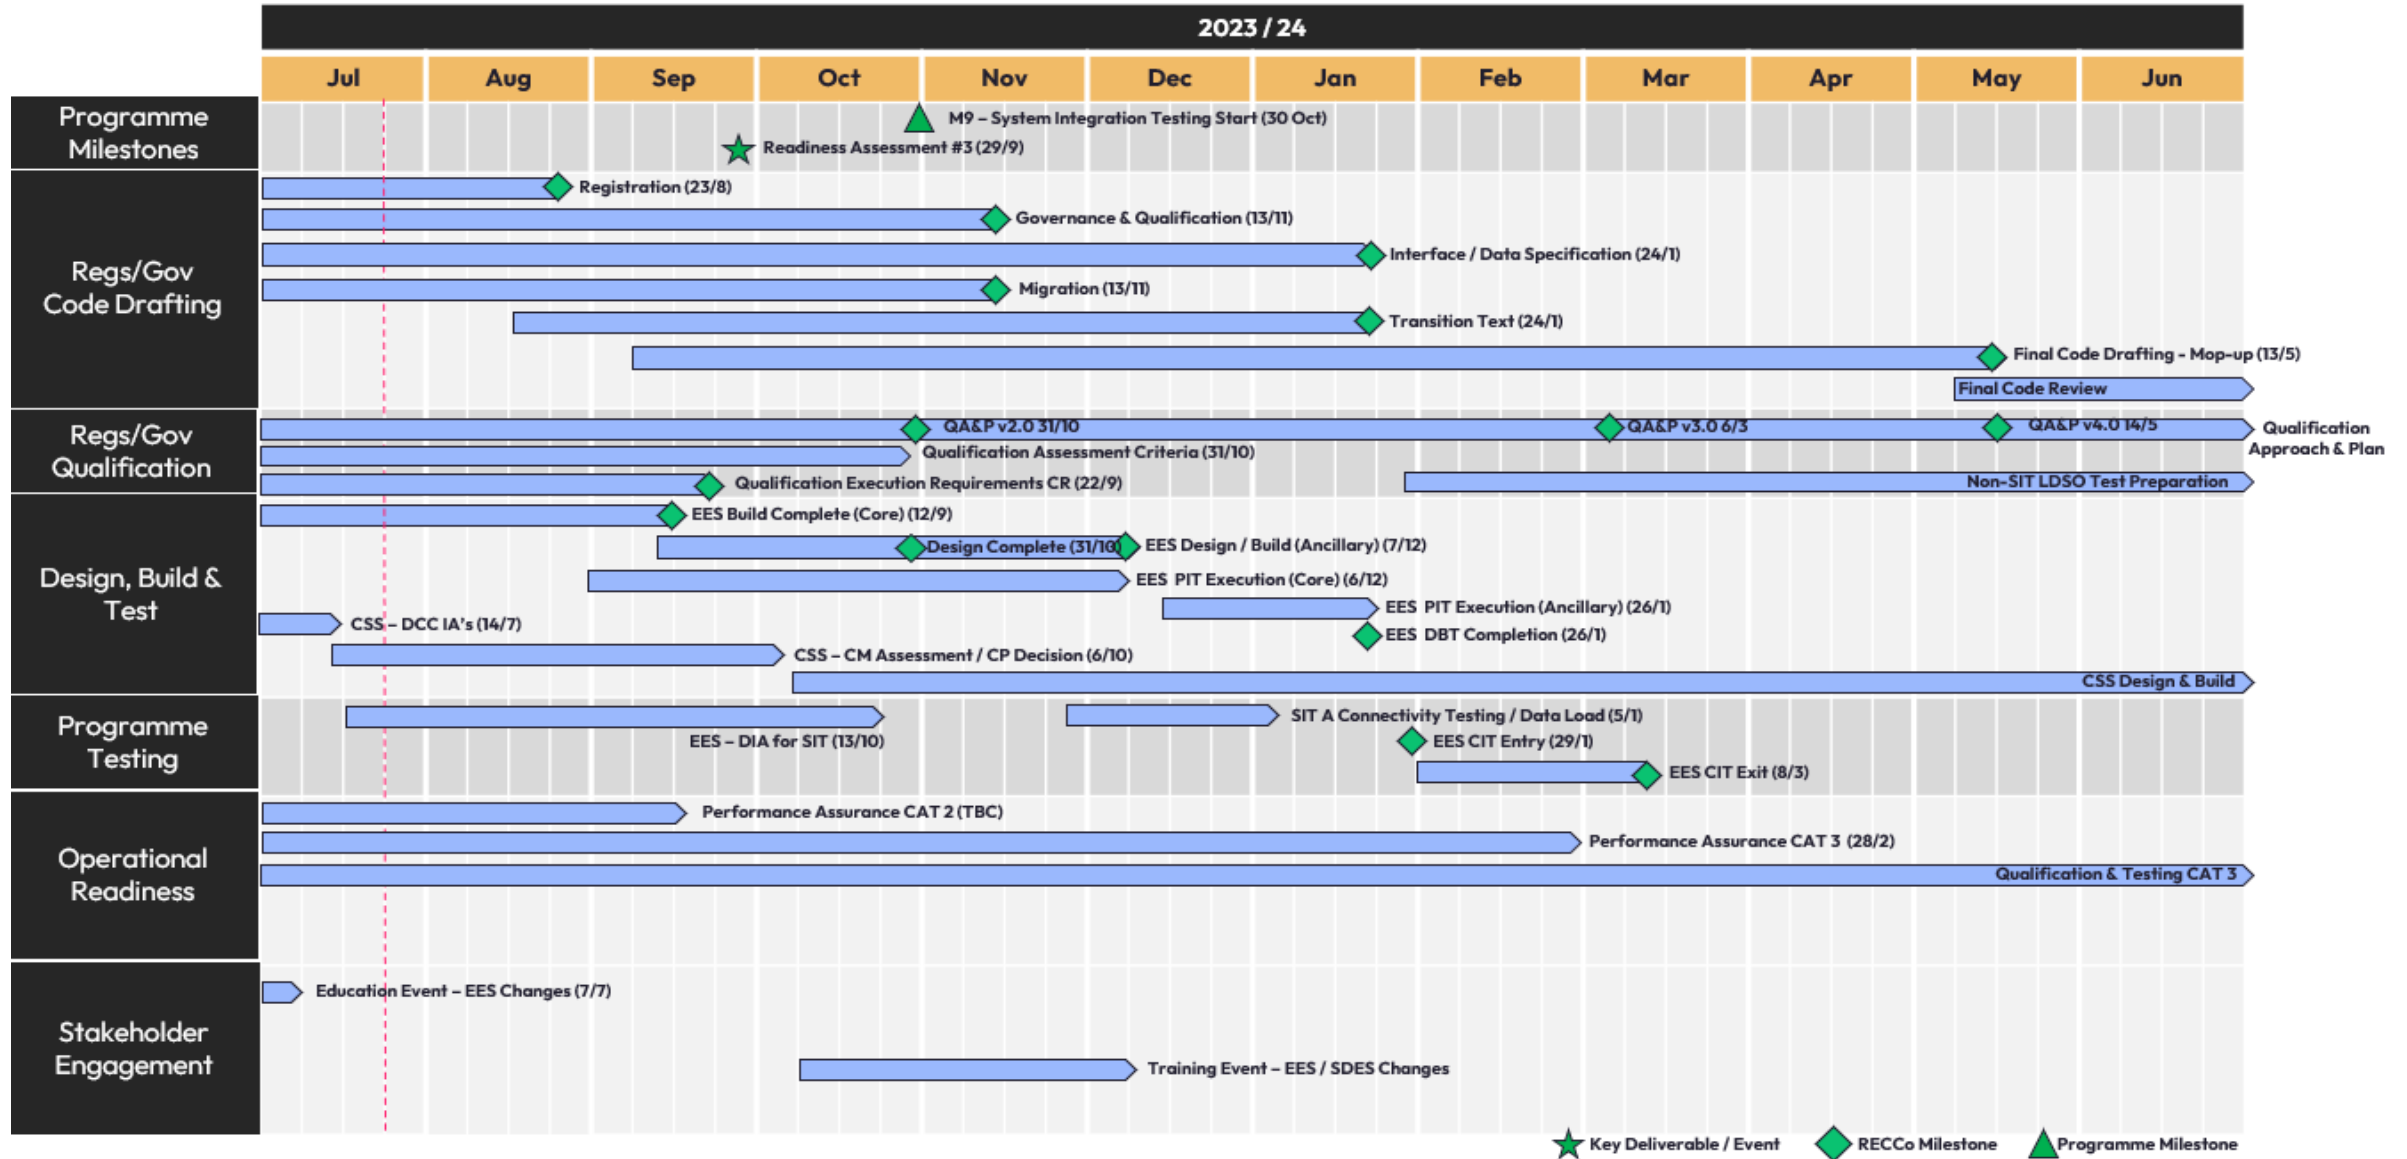 2023 / 24
Jul Aug Sep Oct Nov Dec Jan Feb Mar Apr May Jun
Programme
Milestones
M9 – System Integration Testing Start (30 Oct)
Readiness Assessment #3 (29/9)
Regs/Gov
Code Drafting
Registration (23/8)
Governance & Qualification (13/11)
Interface / Data Specification (24/1)
Migration (13/11)
Transition Text (24/1)
Final Code Drafting - Mop-up (13/5)
Final Code Review
Regs/Gov
Qualification
QA&P v2.0 31/10
QA&P v3.0 6/3
QA&P v4.0 14/5
Qualification
Approach & Plan
Qualification Assessment Criteria (31/10)
Qualification Execution Requirements CR (22/9)
Non-SIT LDSO Test Preparation
Design, Build &
Test
EES Build Complete (Core) (12/9)
Design Complete (31/10)
EES Design / Build (Ancillary) (7/12)
EES PIT Execution (Core) (6/12)
EES PIT Execution (Ancillary) (26/1)
CSS – DCC IA's (14/7)
EES DBT Completion (26/1)
CSS – CM Assessment / CP Decision (6/10)
CSS Design & Build
Programme
Testing
SIT A Connectivity Testing / Data Load (5/1)
EES – DIA for SIT (13/10)
EES CIT Entry (29/1)
EES CIT Exit (8/3)
Operational
Readiness
Performance Assurance CAT 2 (TBC)
Performance Assurance CAT 3 (28/2)
Qualification & Testing CAT 3
Stakeholder
Engagement
Education Event – EES Changes (7/7)
Training Event – EES / SDES Changes
Key Deliverable / Event
RECCo Milestone
Programme Milestone